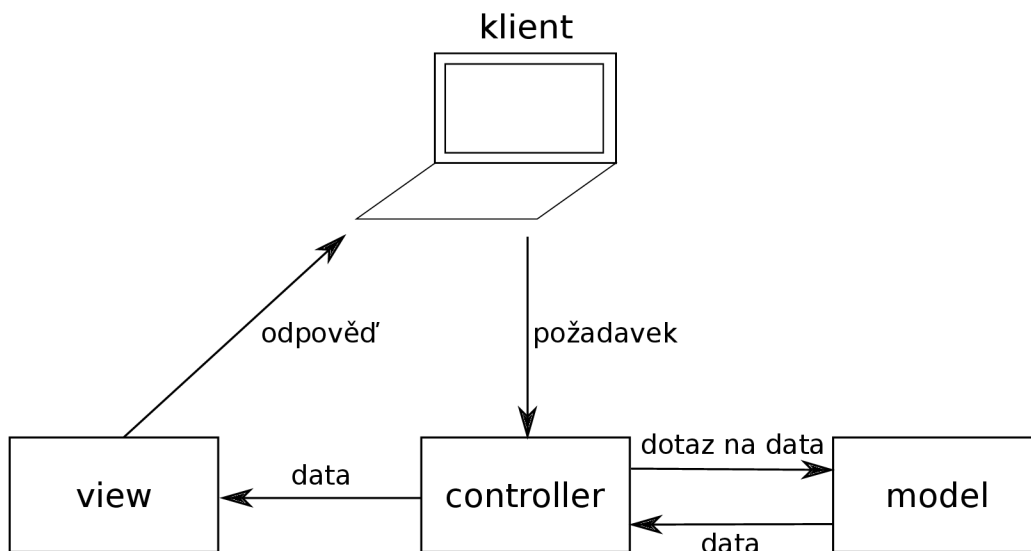 klient
odpověď
požadavek
dotaz na data
data
view
controller
model
data